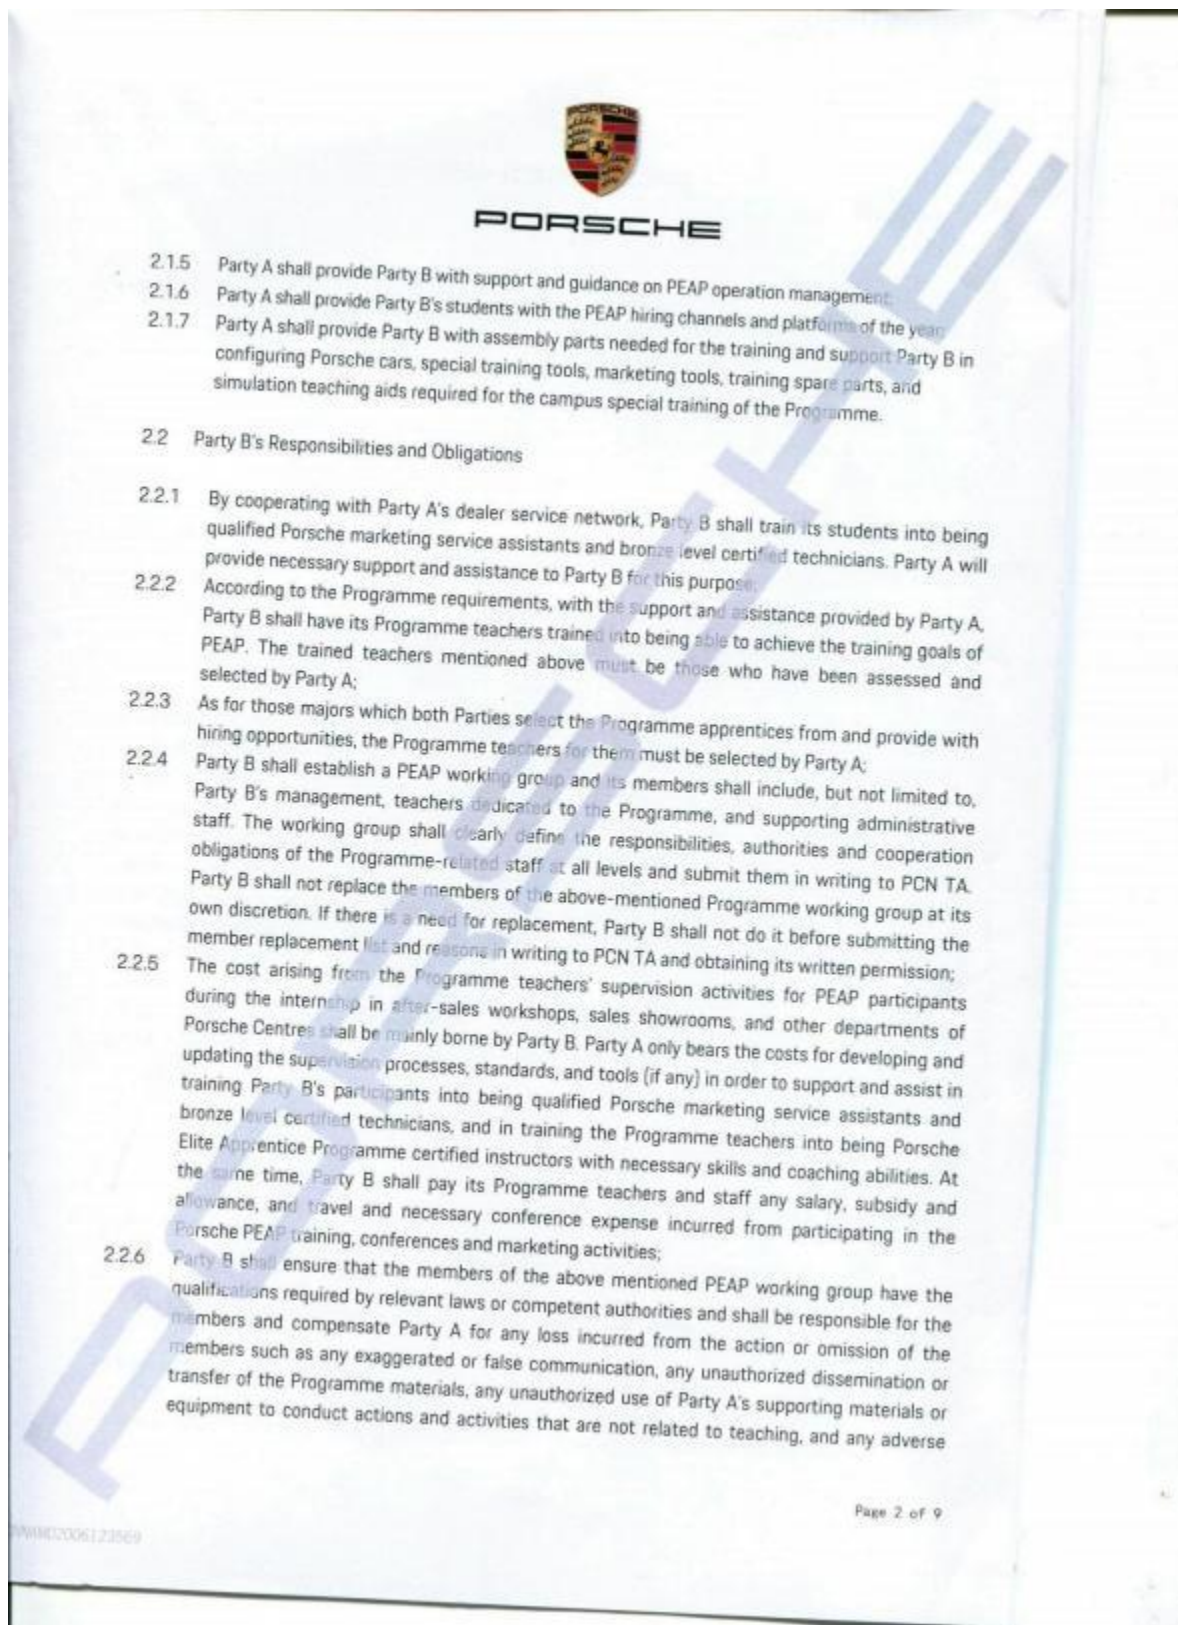 PORSCHE
PORSCHE
2.1.5 Party A shall provide Party B with support and guidance on PEAP operation management;
2.1.6 Party A shall provide Party B's students with the PEAP hiring channels and platforms of the year;
2.1.7 Party A shall provide Party B with assembly parts needed for the training and support Party B in
configuring Porsche cars, special training tools, marketing tools, training spare parts, and
simulation teaching aids required for the campus special training of the Programme.
2.2 Party B's Responsibilities and Obligations
2.2.1 By cooperating with Party A's dealer service network, Party B shall train its students into being
qualified Porsche marketing service assistants and bronze level certified technicians. Party A will
provide necessary support and assistance to Party B for this purpose;
2.2.2 According to the Programme requirements, with the support and assistance provided by Party A,
Party B shall have its Programme teachers trained into being able to achieve the training goals of
PEAP. The trained teachers mentioned above must be those who have been assessed and
selected by Party A;
2.2.3 As for those majors which both Parties select the Programme apprentices from and provide with
hiring opportunities, the Programme teachers for them must be selected by Party A;
2.2.4 Party B shall establish a PEAP working group and its members shall include, but not limited to,
Party B's management, teachers dedicated to the Programme, and supporting administrative
staff. The working group shall clearly define the responsibilities, authorities and cooperation
obligations of the Programme-related staff at all levels and submit them in writing to PCN TA.
Party B shall not replace the members of the above-mentioned Programme working group at its
own discretion. If there is a need for replacement, Party B shall not do it before submitting the
member replacement list and reasons in writing to PCN TA and obtaining its written permission;
2.2.5 The cost arising from the Programme teachers' supervision activities for PEAP participants
during the internship in after-sales workshops, sales showrooms, and other departments of
Porsche Centres shall be mainly borne by Party B. Party A only bears the costs for developing and
updating the supervision processes, standards, and tools (if any) in order to support and assist in
training Party B's participants into being qualified Porsche marketing service assistants and
bronze level certified technicians, and in training the Programme teachers into being Porsche
Elite Apprentice Programme certified instructors with necessary skills and coaching abilities. At
the same time, Party B shall pay its Programme teachers and staff any salary, subsidy and
allowance, and travel and necessary conference expense incurred from participating in the
Porsche PEAP training, conferences and marketing activities;
2.2.6 Party B shall ensure that the members of the above mentioned PEAP working group have the
qualifications required by relevant laws or competent authorities and shall be responsible for the
members and compensate Party A for any loss incurred from the action or omission of the
members such as any exaggerated or false communication, any unauthorized dissemination or
transfer of the Programme materials, any unauthorized use of Party A's supporting materials or
equipment to conduct actions and activities that are not related to teaching, and any adverse
Page 2 of 9
PORSCHE